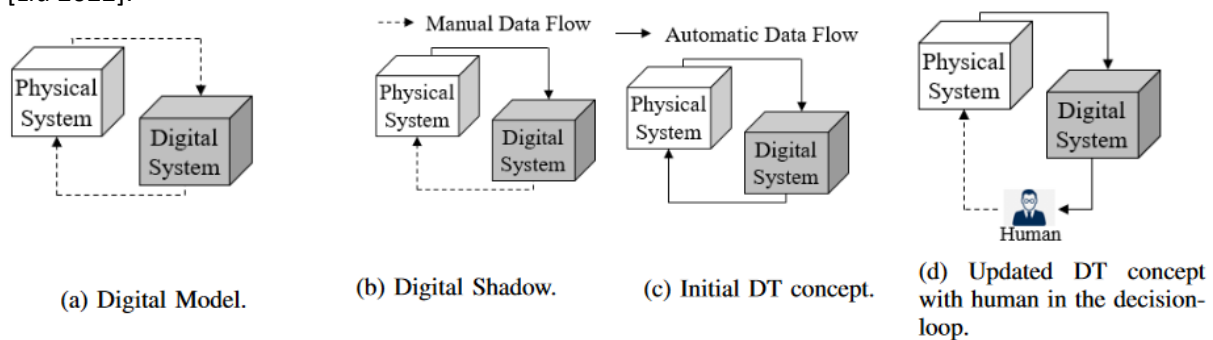 [Liu 2022].
Manual Data Flow
Automatic Data Flow
Physical
System
Digital
System
Physical
System
Digital
System
Physical
System
Digital
System
Physical
System
Digital
System
Human
(a) Digital Model.
(b) Digital Shadow.
(c) Initial DT concept.
(d) Updated DT concept
with human in the decision-
loop.